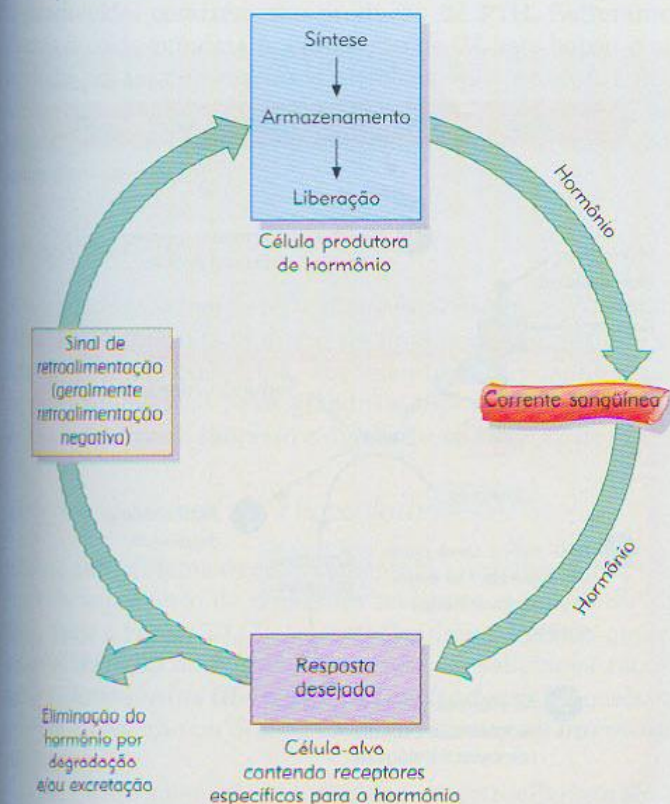 Síntese
Armazenamento
Liberação
Célula produtora
de hormônio
Hormônio
Corrente sangüínea
Hormônio
Resposta
desejada
Célula-alvo
contendo receptores
específicos para o hormônio
Eliminação do
hormônio por
degradação
e/ou excretação
Sinal de
retroalimentação
(geralmente
retroalimentação
negativa)